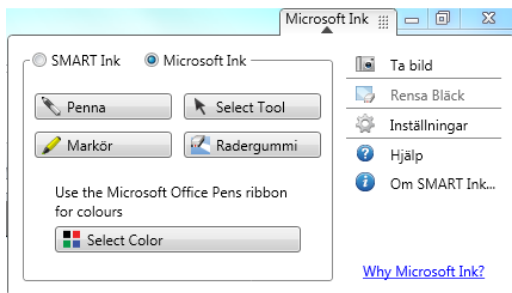 Microsoft Ink
SMART Ink
Microsoft Ink
Penna
Select Tool
Markör
Radergummi
Use the Microsoft Office Pens ribbon
for colours
Select Color
Ta bild
Rensa Bläck
Inställningar
Hjälp
Om SMART Ink...
Why Microsoft Ink?